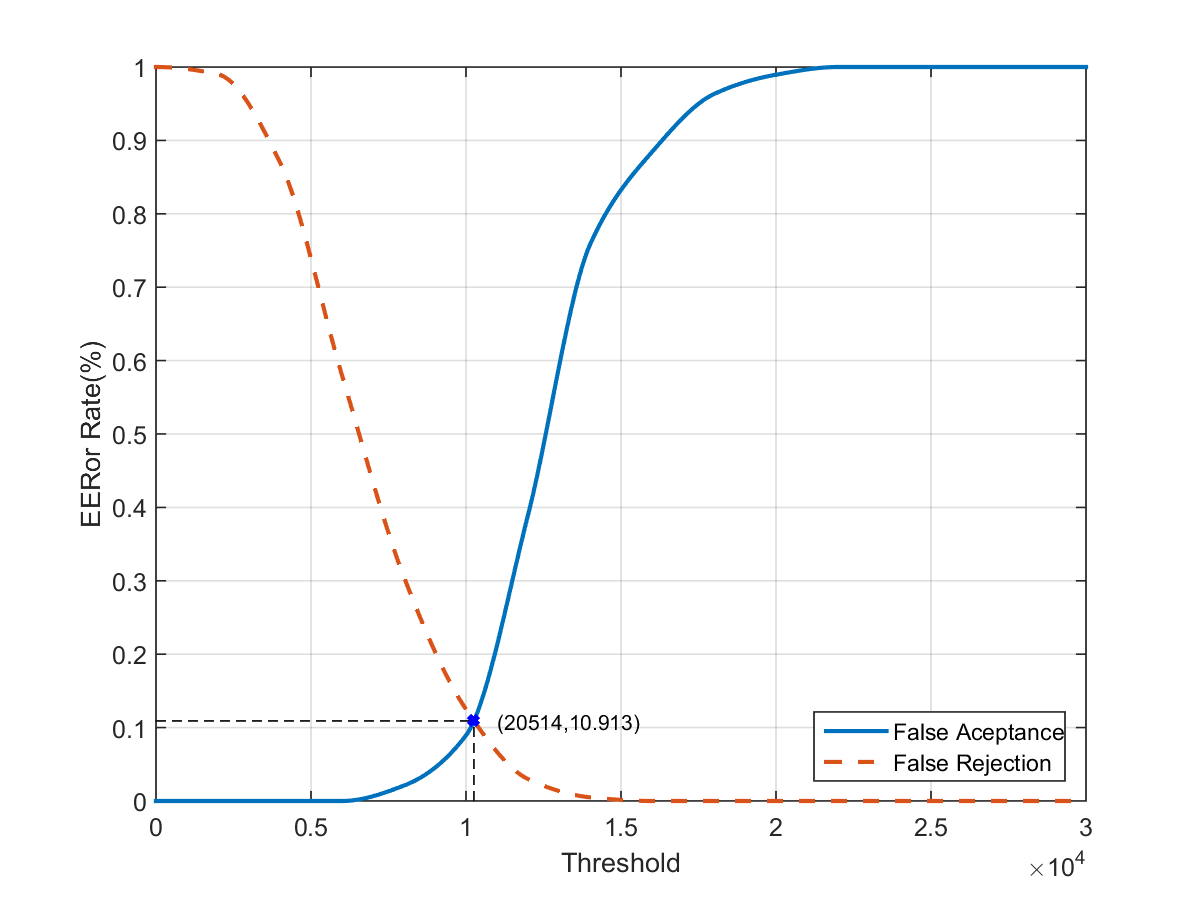 1
0.9
0.8
0.7
0.6
0.5
0.4
0.3
0.2
0.1
0
EERor Rate(%)
(20514,10.913)
False Aceptance
False Rejection
0 0.5 1 1.5 2 2.5 3
Threshold
×10⁴